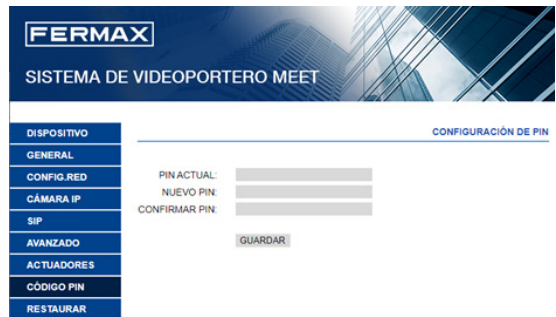 FERMAX
SISTEMA DE VIDEOPORTERO MEET
DISPOSITIVO
GENERAL
CONFIG.RED
CÁMARA IP
SIP
AVANZADO
ACTUADORES
CÓDIGO PIN
RESTAURAR
CONFIGURACIÓN DE PIN
PIN ACTUAL:
NUEVO PIN:
CONFIRMAR PIN:
GUARDAR